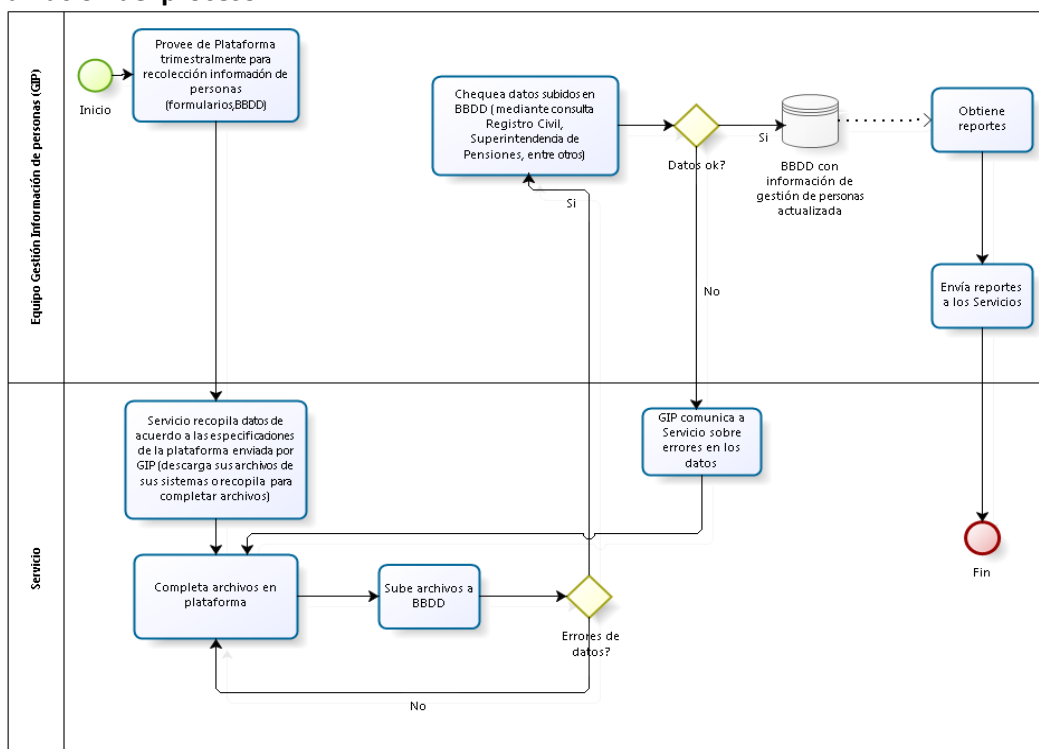 Equipo Gestión Información de personas (GIP)
Inicio
Provee de Plataforma
trimestralmente para
recolección información de
personas
(formularios,BBDD)
Chequea datos subidos en
BBDD ( mediante consulta
Registro Civil,
Superintendencia de
Pensiones, entre otros)
Datos ok?
Si
BBDD con
información de
gestión de personas
actualizada
Obtiene
reportes
Si
No
Envía reportes
a los Servicios
Servicio
Servicio recopila datos de
acuerdo a las especificaciones
de la plataforma enviada por
GIP (descarga sus archivos de
sus sistemas o recopila para
completar archivos)
GIP comunica a
Servicio sobre
errores en los
datos
Completa archivos en
plataforma
Sube archivos a
BBDD
Errores de
datos?
No
Fin